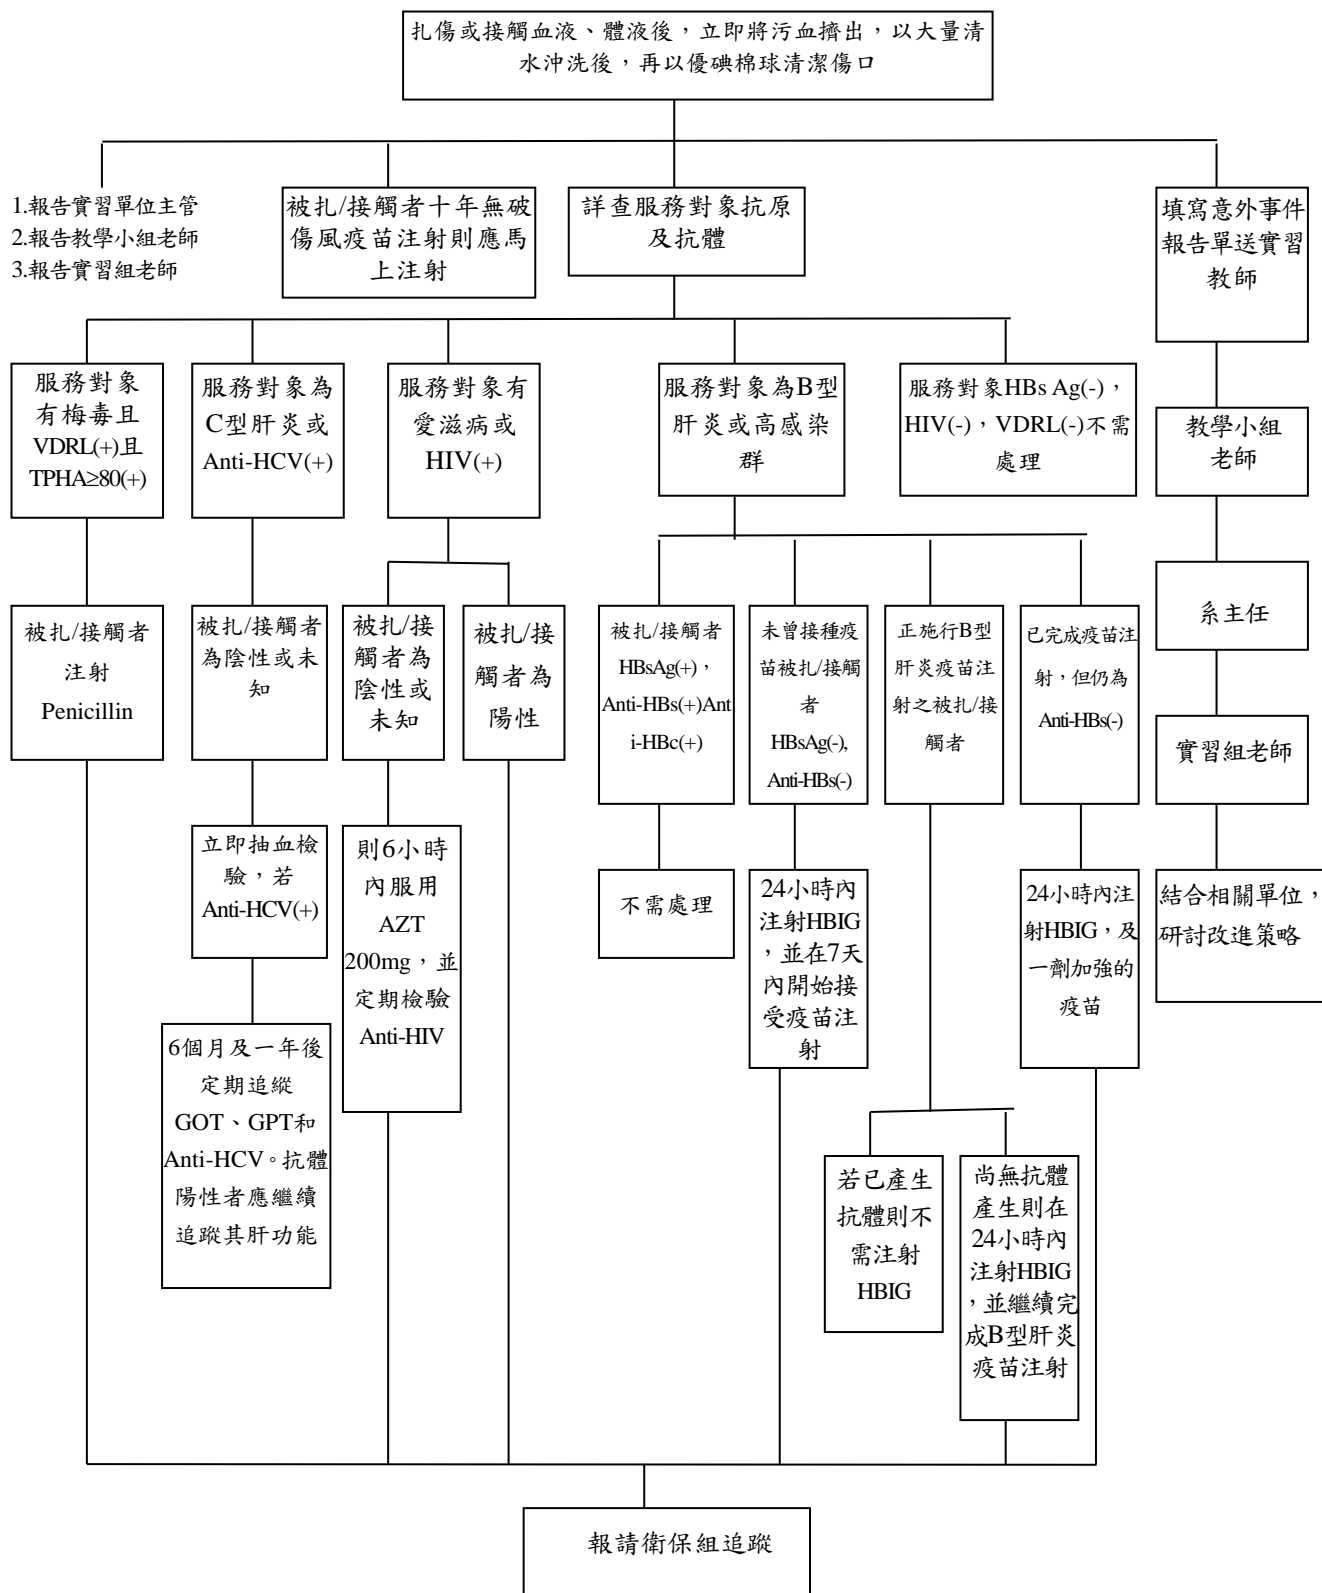 扎傷或接觸血液、體液後，立即將污血擠出，以大量清
水沖洗後，再以優碘棉球清潔傷口
1.報告實習單位主管
2.報告教學小組老師
3.報告實習組老師
被扎/接觸者十年無破
傷風疫苗注射則應馬
上注射
詳查服務對象抗原
及抗體
填寫意外事件
報告單送實習
教師
服務對象
有梅毒且
VDRL(+)且
TPHA≥80(+)
服務對象為
C型肝炎或
Anti-HCV(+)
服務對象有
愛滋病或
HIV(+)
服務對象為B型
肝炎或高感染
群
服務對象HBs Ag(-)，
HIV(-)，VDRL(-)不需
處理
教學小組
老師
被扎/接觸者
注射
Penicillin
被扎/接觸者
為陰性或未
知
被扎/接
觸者為
陰性或
未知
被扎/接
觸者為
陽性
被扎/接觸者
HBsAg(+)，
Anti-HBs(+)Ant
i-HBc(+)
未曾接種疫
苗被扎/接觸
者
HBsAg(-),
Anti-HBs(-)
正施行B型
肝炎疫苗注
射之被扎/接
觸者
已完成疫苗注
射，但仍為
Anti-HBs(-)
系主任
實習組老師
立即抽血檢
驗，若
Anti-HCV(+)
則6小時
內服用
AZT
200mg，並
定期檢驗
Anti-HIV
不需處理
24小時內
注射HBIG
，並在7天
內開始接
受疫苗注
射
24小時內注
射HBIG，及
一劑加強的
疫苗
結合相關單位，
研討改進策略
6個月及一年後
定期追縱
GOT、GPT和
Anti-HCV。抗體
陽性者應繼續
追蹤其肝功能
若已產生
抗體則不
需注射
HBIG
尚無抗體
產生則在
24小時內
注射HBIG
，並繼續完
成B型肝炎
疫苗注射
報請衛保組追蹤